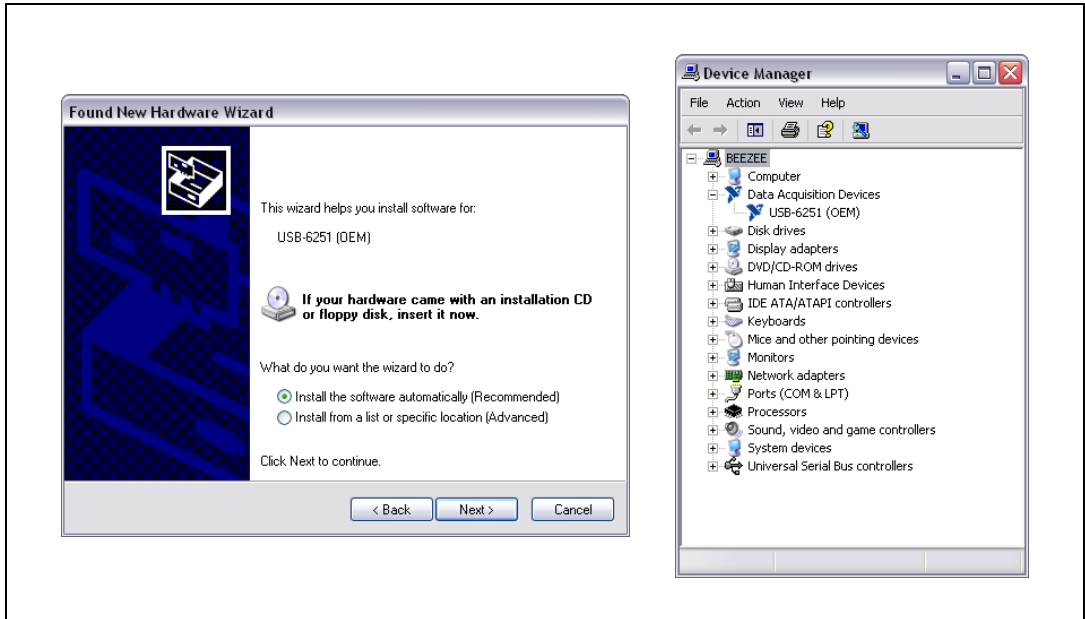 Found New Hardware Wizard
This wizard helps you install software for:
USB-6251 (OEM)
If your hardware came with an installation CD
or floppy disk, insert it now.
What do you want the wizard to do?
Install the software automatically (Recommended)
Install from a list or specific location (Advanced)
Click Next to continue.
< Back
Next >
Cancel
Device Manager
File Action View Help
BEEZEE
Computer
Data Acquisition Devices
USB-6251 (OEM)
Disk drives
Display adapters
DVD/CD-ROM drives
Human Interface Devices
IDE ATA/ATAPI controllers
Keyboards
Mice and other pointing devices
Monitors
Network adapters
Ports (COM & LPT)
Processors
Sound, video and game controllers
System devices
Universal Serial Bus controllers